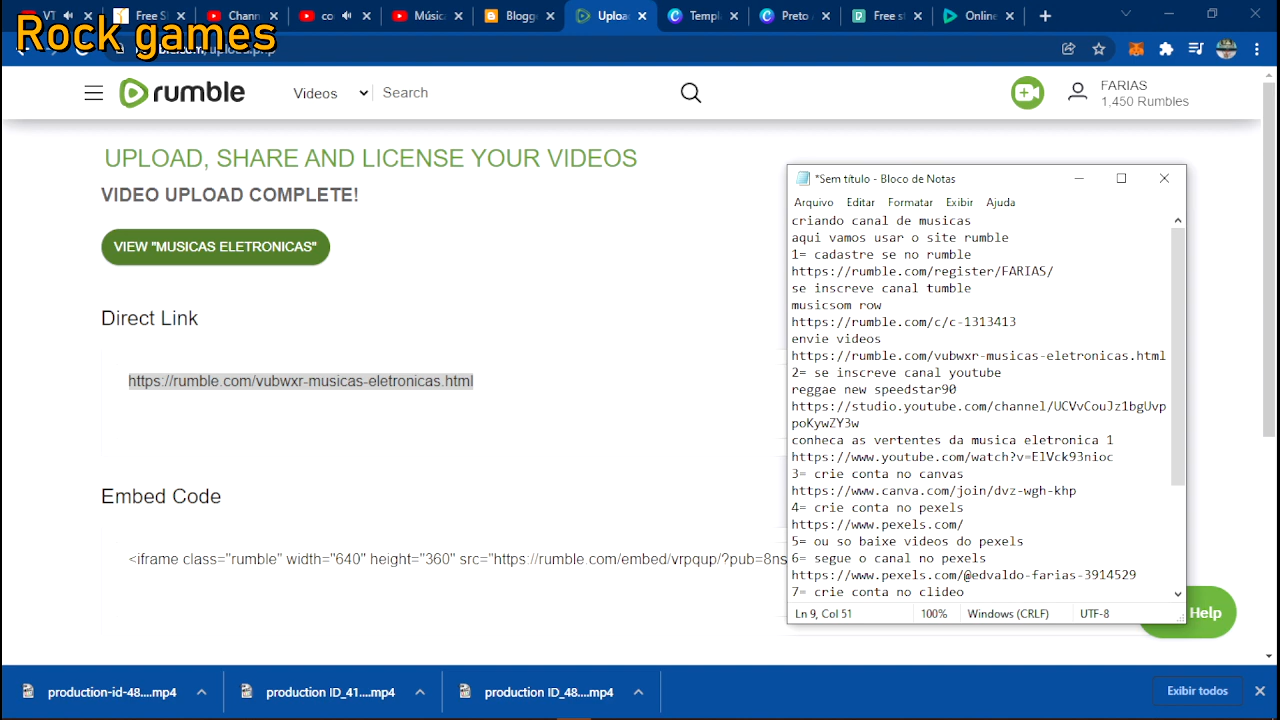 VT
Free S
Chann
co
Música
Blogge
Uploa
Templ
Preto
Free s
Online
Rock games
/upload.php
rumble
Videos
Search
FARIAS
1,450 Rumbles
UPLOAD, SHARE AND LICENSE YOUR VIDEOS
VIDEO UPLOAD COMPLETE!
VIEW "MUSICAS ELETRONICAS"
Direct Link
https://rumble.com/vubwxr-musicas-eletronicas.html
Embed Code
<iframe class="rumble" width="640" height="360" src="https://rumble.com/embed/vrpqup/?pub=8ns
*Sem título - Bloco de Notas
Arquivo Editar Formatar Exibir Ajuda
criando canal de musicas
aqui vamos usar o site rumble
1= cadastre se no rumble
https://rumble.com/register/FARIAS/
se inscreve canal tumble
musicsom row
https://rumble.com/c/c-1313413
envie videos
https://rumble.com/vubwxr-musicas-eletronicas.html
2= se inscreve canal youtube
reggae new speedstar90
https://studio.youtube.com/channel/UCVvCouJz1bgUvp
poKywZY3w
conheca as vertentes da musica eletronica 1
https://www.youtube.com/watch?v=ElVck93nioc
3= crie conta no canvas
https://www.canva.com/join/dvz-wgh-khp
4= crie conta no pexels
https://www.pexels.com/
5= ou so baixe videos do pexels
6= segue o canal no pexels
https://www.pexels.com/@edvaldo-farias-3914529
7= crie conta no clideo
Ln 9, Col 51 100% Windows (CRLF) UTF-8
Help
production-id-48....mp4
production ID_41....mp4
production ID_48....mp4
Exibir todos